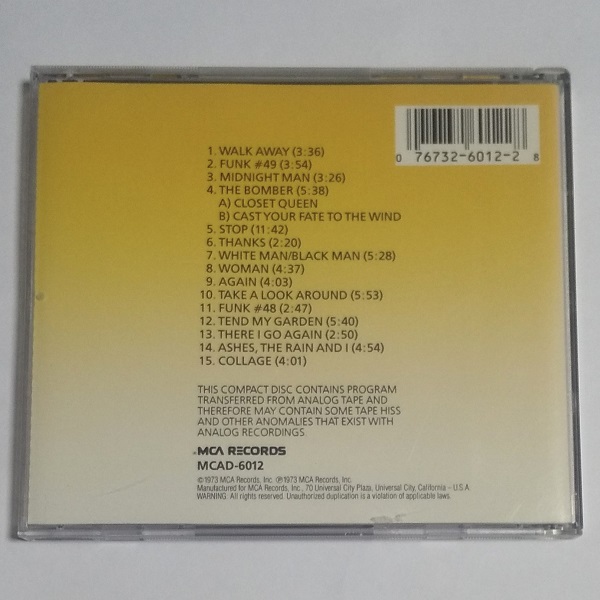 0 76732-6012-2 8
1. WALK AWAY (3:36)
2. FUNK #49 (3:54)
3. MIDNIGHT MAN (3:26)
4. THE BOMBER (5:38)
A) CLOSET QUEEN
B) CAST YOUR FATE TO THE WIND
5. STOP (11:42)
6. THANKS (2:20)
7. WHITE MAN/BLACK MAN (5:28)
8. WOMAN (4:37)
9. AGAIN (4:03)
10. TAKE A LOOK AROUND (5:53)
11. FUNK #48 (2:47)
12. TEND MY GARDEN (5:40)
13. THERE I GO AGAIN (2:50)
14. ASHES, THE RAIN AND I (4:54)
15. COLLAGE (4:01)
THIS COMPACT DISC CONTAINS PROGRAM
TRANSFERRED FROM ANALOG TAPE AND
THEREFORE MAY CONTAIN SOME TAPE HISS
AND OTHER ANOMALIES THAT EXIST WITH
ANALOG RECORDINGS
MCA RECORDS
MCAD-6012
©1973 MCA Records, Inc. ℗1973 MCA Records, Inc.
Manufactured for MCA Records, Inc., 70 Universal City Plaza, Universal City, California – U.S.A.
WARNING: All rights reserved. Unauthorized duplication is a violation of applicable laws.